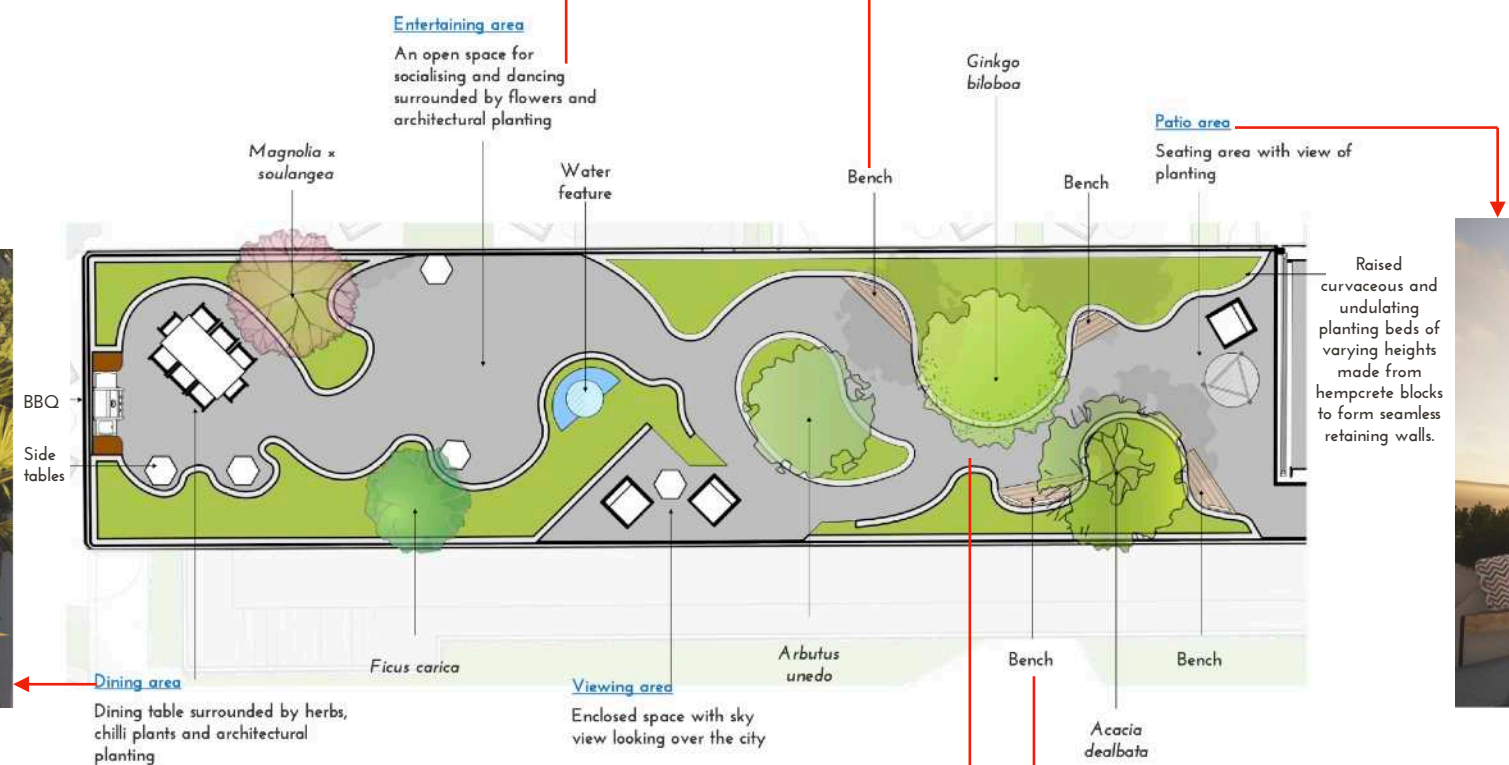 Entertaining area
An open space for
socialising and dancing
surrounded by flowers and
architectural planting
Ginkgo
biloboa
Patio area
Seating area with view of
planting
Magnolia x
soulangea
Water
feature
Bench
Bench
Raised
curvaceous and
undulating
planting beds of
varying heights
made from
hempcrete blocks
to form seamless
retaining walls.
BBQ
Side
tables
Ficus carica
Arbutus
unedo
Bench
Bench
Dining area
Dining table surrounded by herbs,
chilli plants and architectural
planting
Viewing area
Enclosed space with sky
view looking over the city
Acacia
dealbata